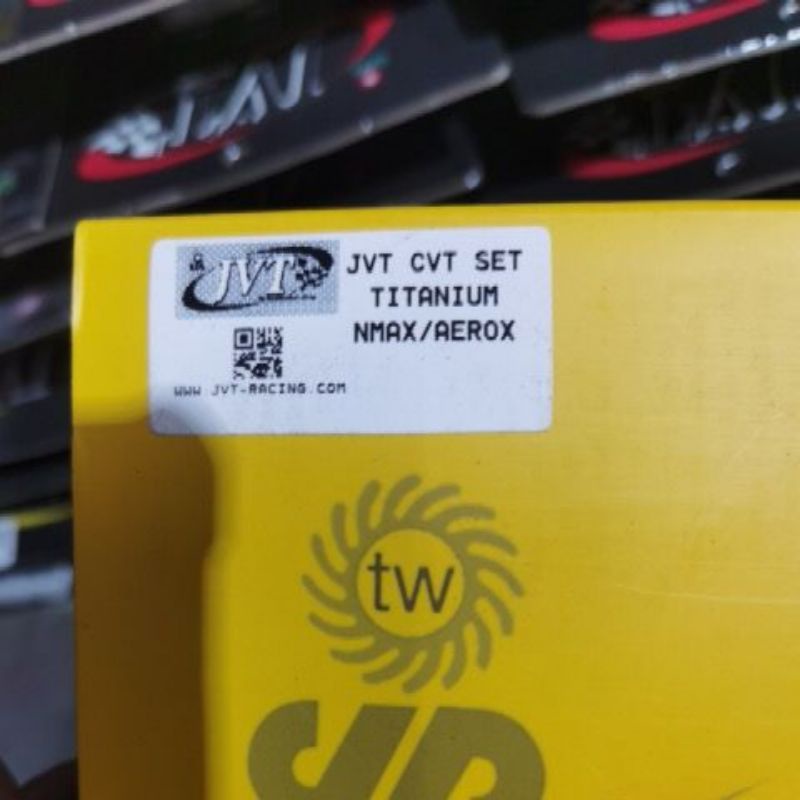 JVT
JVT CVT SET
TITANIUM
NMAX/AEROX
WWW.JVT-RACING.COM
tw